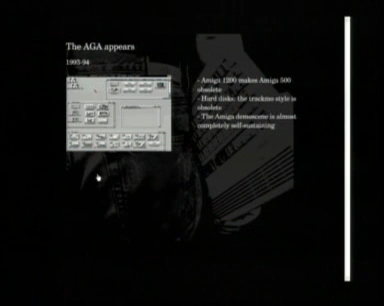 The AGA appears
1993-94
- Amiga 1200 makes Amiga 500
obsolete
- Hard disks: the trackmo style is
obsolete
- The Amiga demoscene is almost
completely self-sustaining